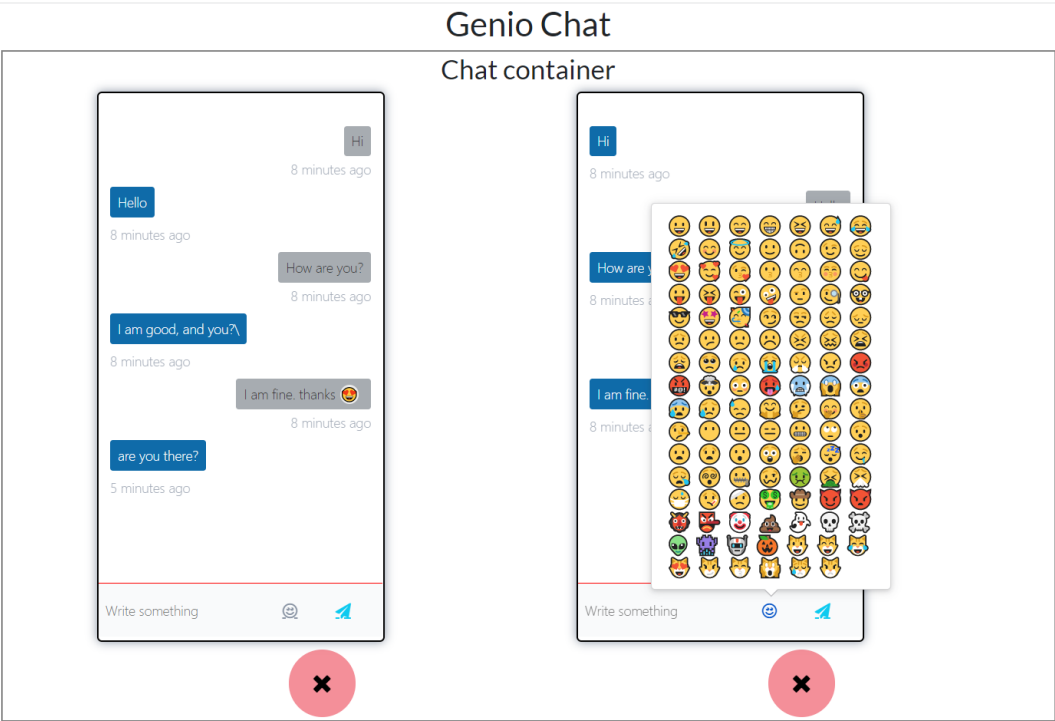 Genio Chat
Chat container
Hi
8 minutes ago
Hello
8 minutes ago
How are you?
8 minutes ago
I am good, and you?\
8 minutes ago
I am fine. thanks 😍
8 minutes ago
are you there?
5 minutes ago
Write something
Hi
8 minutes ago
How are
8 minutes
I am fine.
8 minutes
Write something